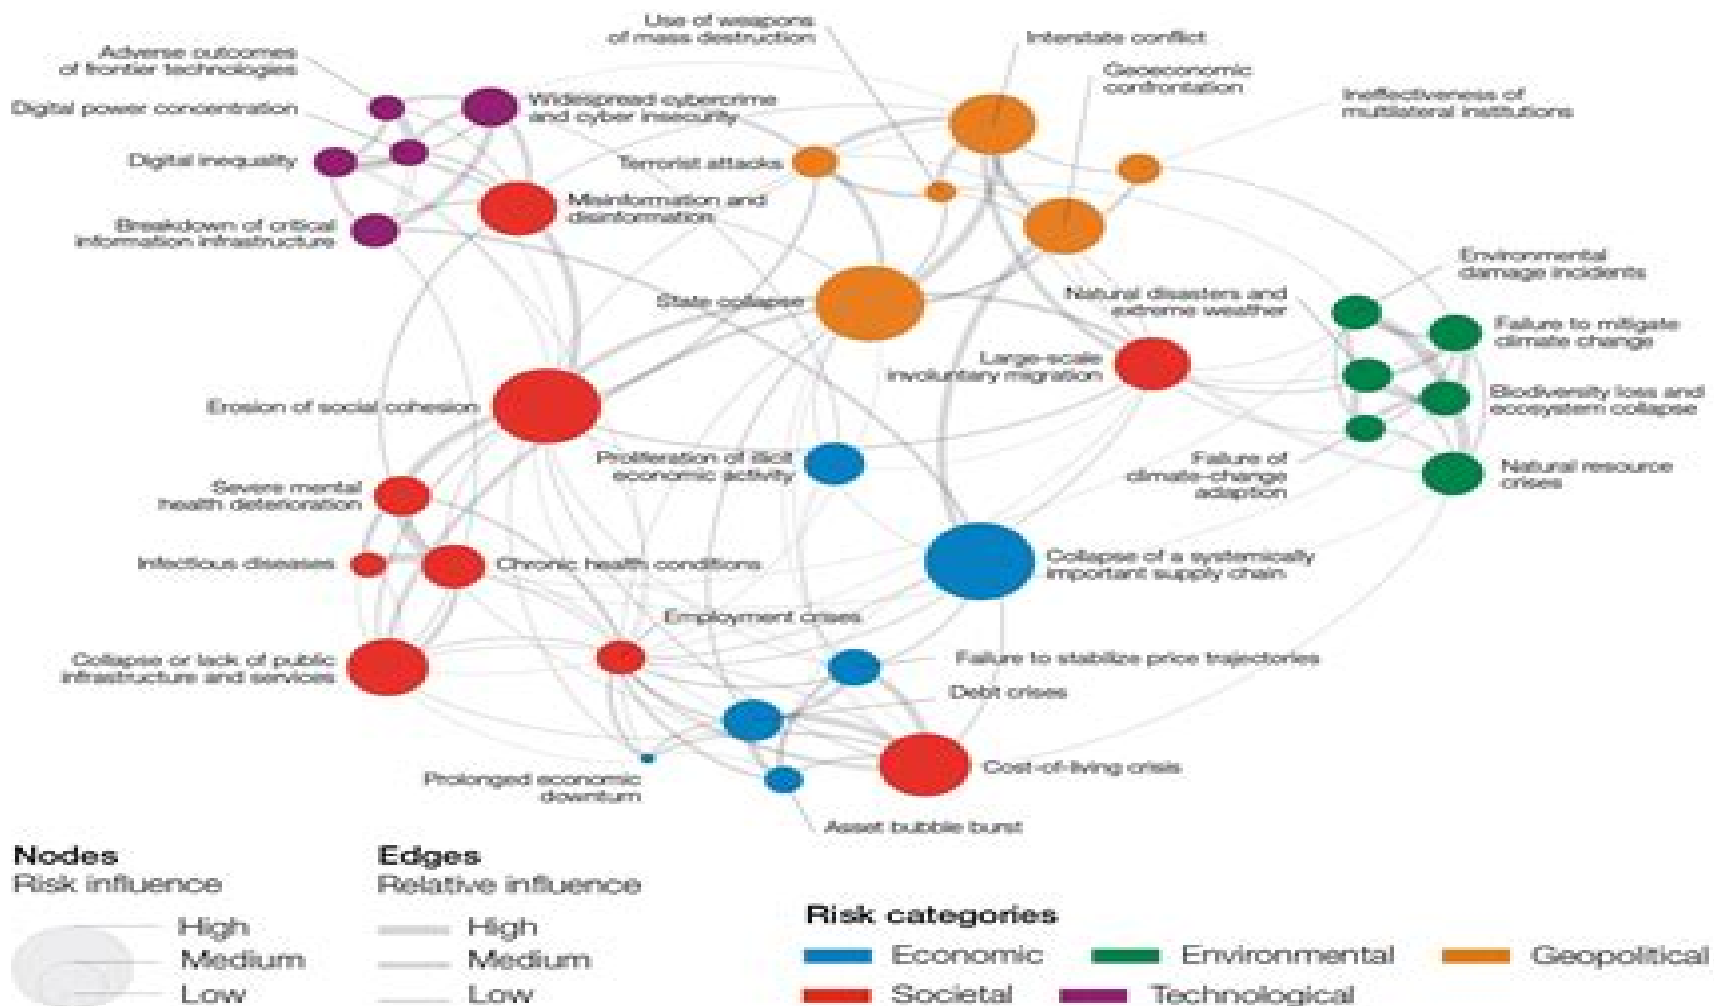 Use of weapons
of mass destruction
Interstate conflict
Adverse outcomes
of frontier technologies
Geoeconomic
confrontation
Ineffectiveness of
multilateral institutions
Digital power concentration
Widespread cybercrime
and cyber insecurity
Digital inequality
Terrorist attacks
Misinformation and
disinformation
Breakdown of critical
information infrastructure
Environmental
damage incidents
State collapse
Natural disasters and
extreme weather
Failure to mitigate
climate change
Large-scale
involuntary migration
Biodiversity loss and
ecosystem collapse
Erosion of social cohesion
Proliferation of illicit
economic activity
Failure of
climate-change
adaption
Natural resource
crises
Severe mental
health deterioration
Infectious diseases
Chronic health conditions
Collapse of a systemically
important supply chain
Employment crises
Collapse or lack of public
infrastructure and services
Failure to stabilize price trajectories
Debt crises
Prolonged economic
downturn
Cost-of-living crisis
Asset bubble burst
Nodes
Risk influence
High
Medium
Low
Edges
Relative influence
High
Medium
Low
Risk categories
Economic
Environmental
Geopolitical
Societal
Technological